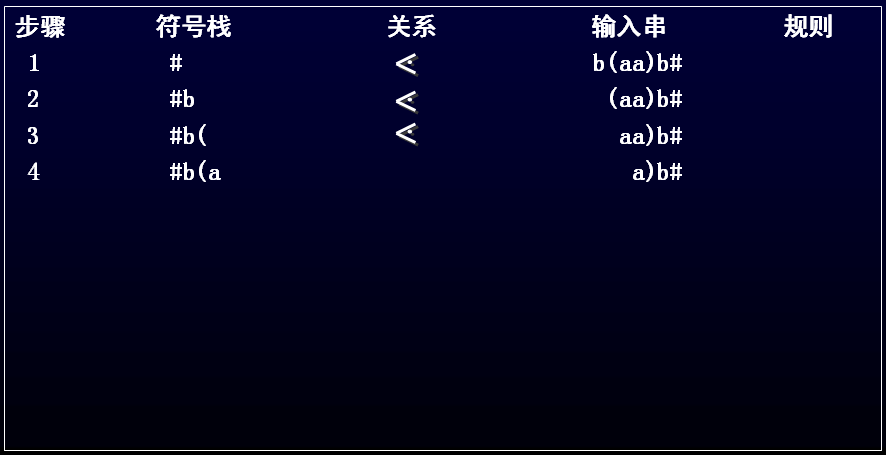 步骤 符号栈 关系 输入串 规则
1 # ⋖ b(aa)b#
2 #b ⋖ (aa)b#
3 #b( ⋖ aa)b#
4 #b(a a)b#